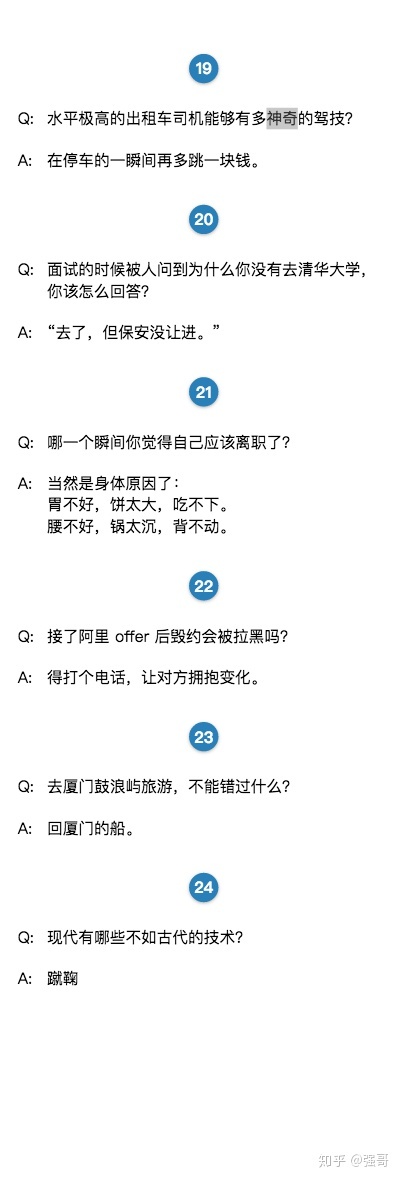 19
Q: 水平极高的出租车司机能够有多神奇的驾技？
A: 在停车的一瞬间再多跳一块钱。
20
Q: 面试的时候被人问到为什么你没有去清华大学，
你该怎么回答？
A: “去了，但保安没让进。”
21
Q: 哪一个瞬间你觉得自己应该离职了？
A: 当然是身体原因了：
胃不好，饼太大，吃不下。
腰不好，锅太沉，背不动。
22
Q: 接了阿里 offer 后毁约会被拉黑吗？
A: 得打个电话，让对方拥抱变化。
23
Q: 去厦门鼓浪屿旅游，不能错过什么？
A: 回厦门的船。
24
Q: 现代有哪些不如古代的技术？
A: 蹴鞠
知乎 @强哥